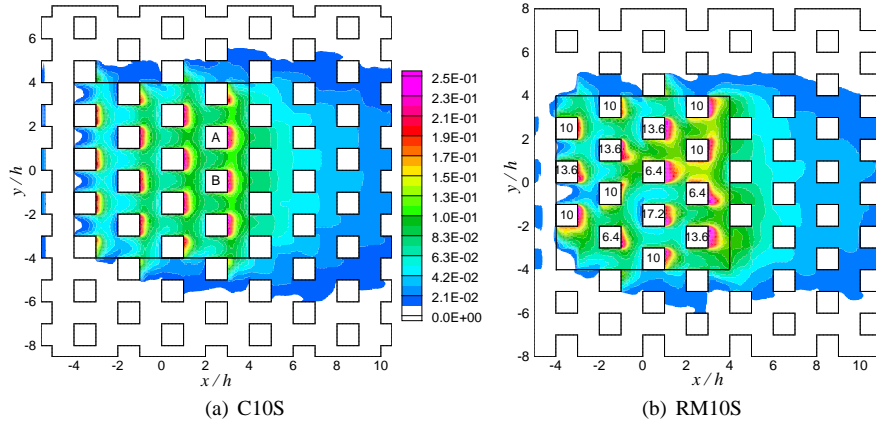 8
6
4
2
0
-2
-4
-6
-8
y/h
-4 -2 0 2 4 6 8 10
x/h
A
B
2.5E-01
2.3E-01
2.1E-01
1.9E-01
1.7E-01
1.5E-01
1.3E-01
1.0E-01
8.3E-02
6.3E-02
4.2E-02
2.1E-02
0.0E+00
(a) C10S
8
6
4
2
0
-2
-4
-6
-8
y/h
10 10
10 13.6
13.6 10
13.6 6.4
10 6.4
10 17.2
6.4 13.6
10
-4 -2 0 2 4 6 8 10
x/h
(b) RM10S